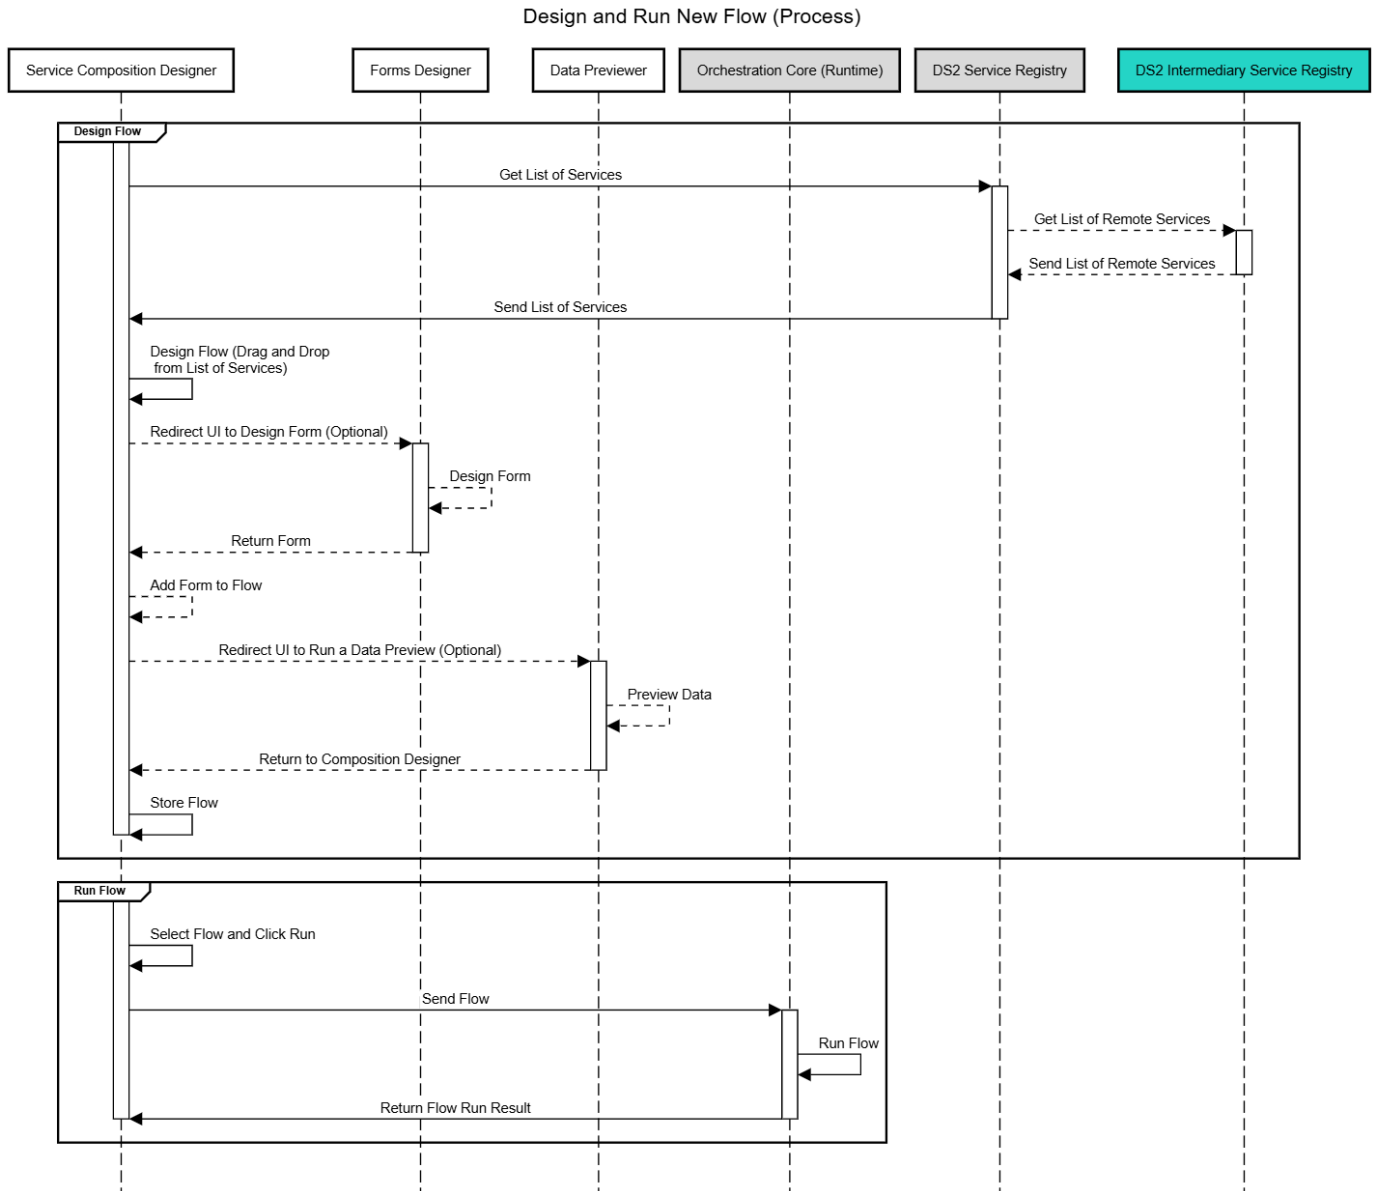 Design and Run New Flow (Process)
Service Composition Designer
Forms Designer
Data Previewer
Orchestration Core (Runtime)
DS2 Service Registry
DS2 Intermediary Service Registry
Design Flow
Get List of Services
Get List of Remote Services
Send List of Remote Services
Send List of Services
Design Flow (Drag and Drop
from List of Services)
Redirect UI to Design Form (Optional)
Design Form
Return Form
Add Form to Flow
Redirect UI to Run a Data Preview (Optional)
Preview Data
Return to Composition Designer
Store Flow
Run Flow
Select Flow and Click Run
Send Flow
Run Flow
Return Flow Run Result